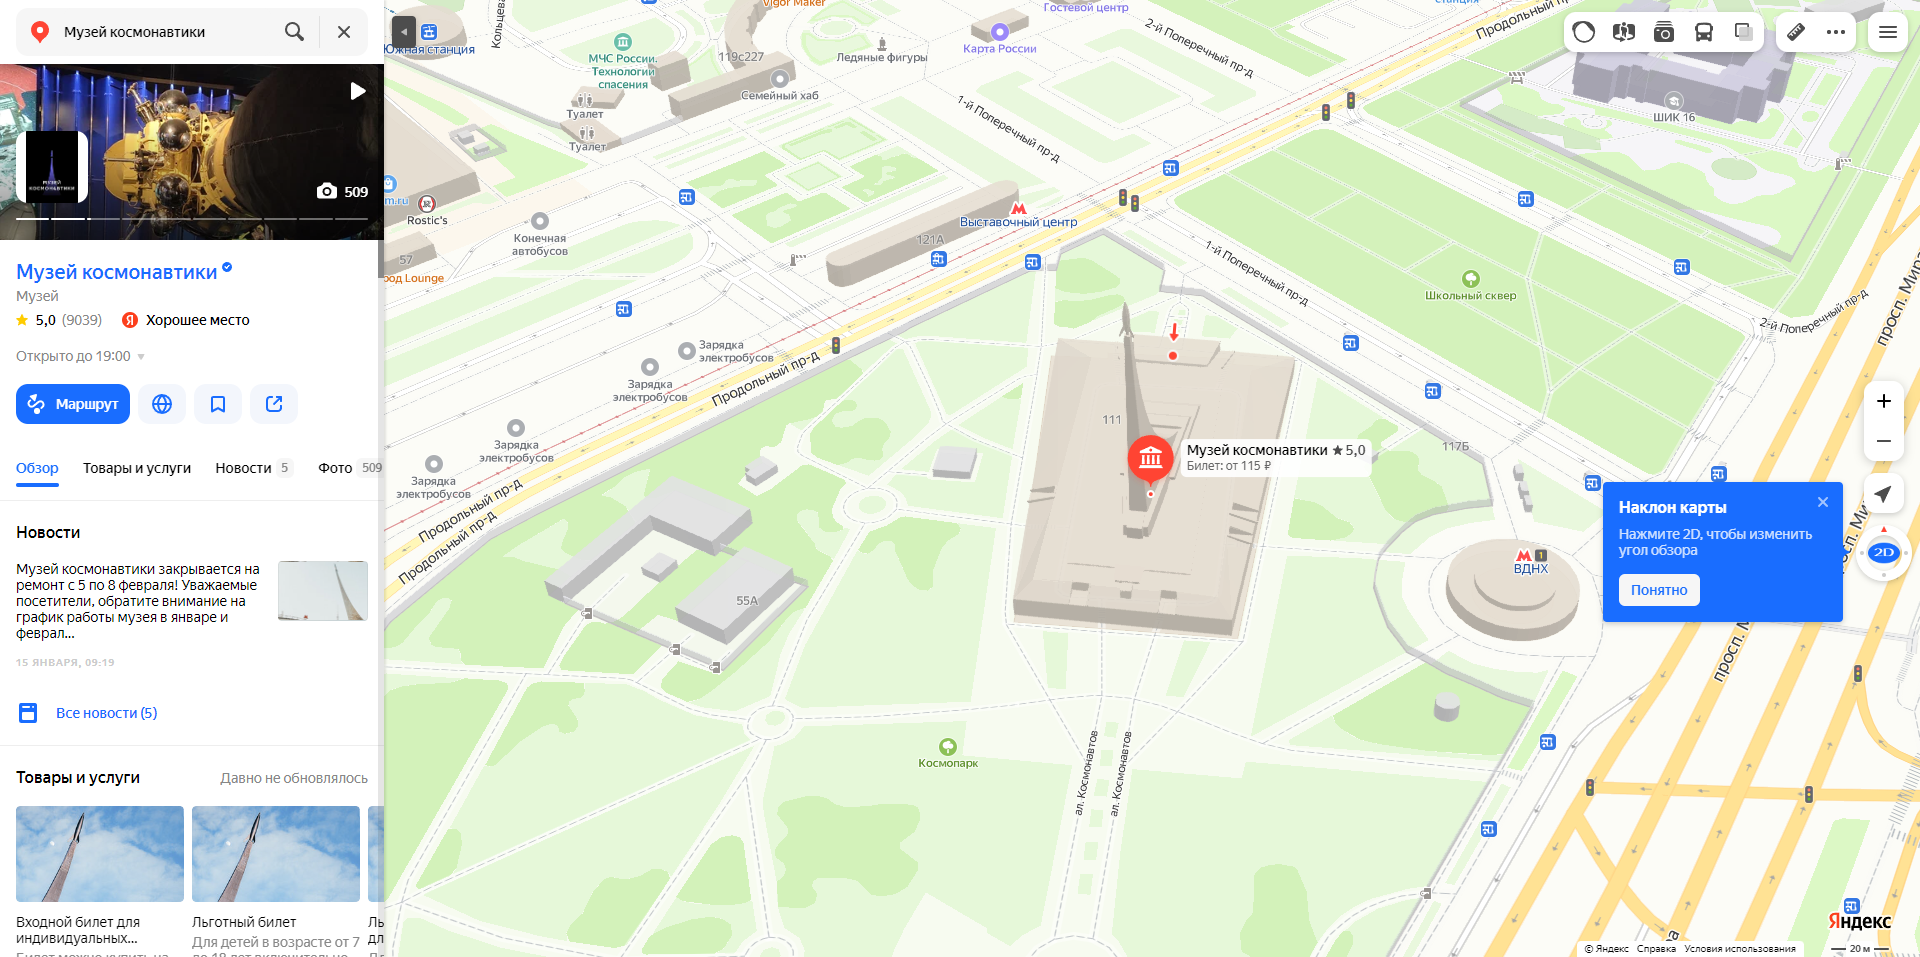 Музей космонавтики
МУЗЕЙ
КОСМОНАВТИКИ
509
Музей космонавтики
Музей
5,0 (9039)
Я Хорошее место
Открыто до 19:00
Маршрут
Обзор
Товары и услуги
Новости 5
Фото 509
Новости
Музей космонавтики закрывается на
ремонт с 5 по 8 февраля! Уважаемые
посетители, обратите внимание на
график работы музея в январе и
феврал...
15 ЯНВАРЯ, 09:19
Все новости (5)
Товары и услуги
Давно не обновлялось
Входной билет для
индивидуальных...
Льготный билет
Для детей в возрасте от 7
Южная станция
Кольцевая
МЧС России.
Технологии
спасения
Туалет
Туалет
119с227
Семейный хаб
Vigor Maker
Ледяные фигуры
Гостевой центр
Карта России
2-й Поперечный пр-д
1-й Поперечный пр-д
станция
Продольный пр-
ШИК 16
Rostic's
m.ru
57
род Lounge
Конечная
автобусов
121А
Выставочный центр
1-й Поперечный пр-д
Школьный сквер
2-й Поперечный пр-д
просп. Мира
Зарядка
электробусов
Зарядка
электробусов
Продольный пр-д
Зарядка
электробусов
Зарядка
электробусов
Продольный пр-д
Продольный пр-д
111
Музей космонавтики ★ 5,0
Билет: от 115 ₽
117Б
1
ВДНХ
55А
Космопарк
ал. Космонавтов
ал. Космонавтов
Наклон карты
Нажмите 2D, чтобы изменить
угол обзора
Понятно
2D
Яндекс
© Яндекс Справка Условия использования
20 м